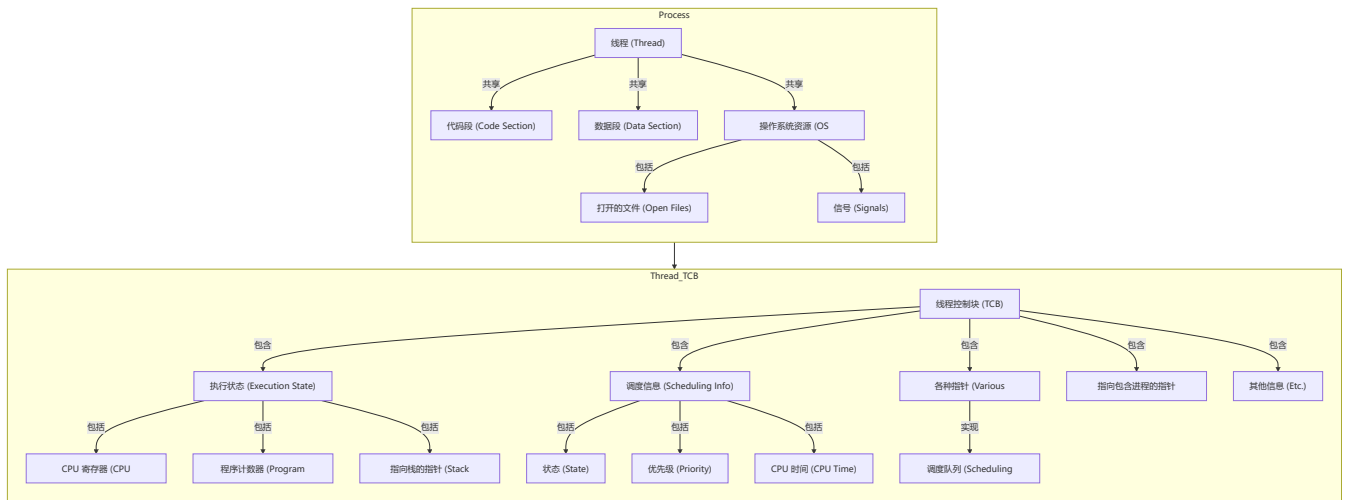 Process
线程 (Thread)
共享
共享
共享
代码段 (Code Section)
数据段 (Data Section)
操作系统资源 (OS
包括
包括
打开的文件 (Open Files)
信号 (Signals)
Thread_TCB
线程控制块 (TCB)
包含
包含
包含
包含
包含
执行状态 (Execution State)
调度信息 (Scheduling Info)
各种指针 (Various
指向包含进程的指针
其他信息 (Etc.)
包括
包括
包括
包括
包括
包括
实现
CPU 寄存器 (CPU
程序计数器 (Program
指向栈的指针 (Stack
状态 (State)
优先级 (Priority)
CPU 时间 (CPU Time)
调度队列 (Scheduling